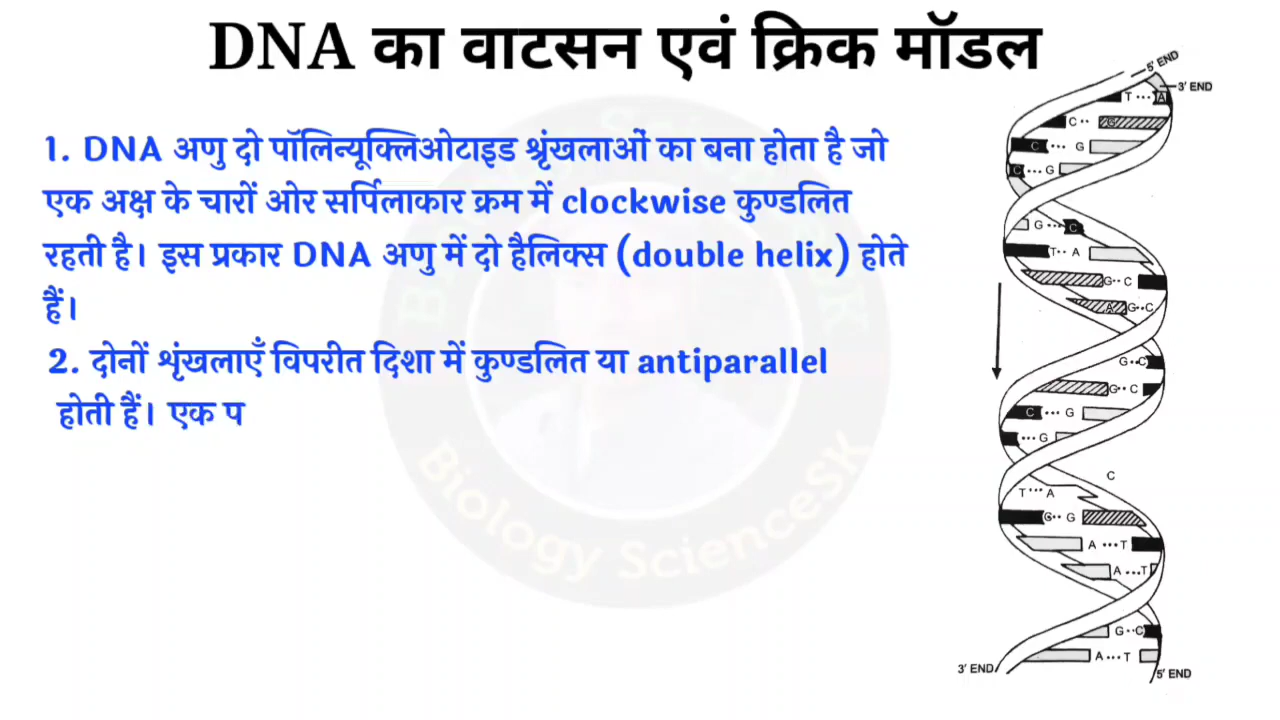 DNA का वाटसन एवं क्रिक मॉडल
1. DNA अणु दो पॉलिन्यूक्लिओटाइड श्रृंखलाओं का बना होता है जो
एक अक्ष के चारों ओर सर्पिलाकार क्रम में clockwise कुण्डलित
रहती है। इस प्रकार DNA अणु में दो हैलिक्स (double helix) होते
हैं।
2. दोनों शृंखलाएँ विपरीत दिशा में कुण्डलित या antiparallel
होती हैं। एक प
5' END
3' END
T ··· A
C ·· G
C ··· G
C ··· G
G ··· C
T ·· A
G ·· C
A G ·· C
G ·· C
G ·· C
C ··· G
··· G
C
T ··· A
G ·· G
A ··· T
A ··· T
G ·· C
A ··· T
3' END
5' END
Biology ScienceSK